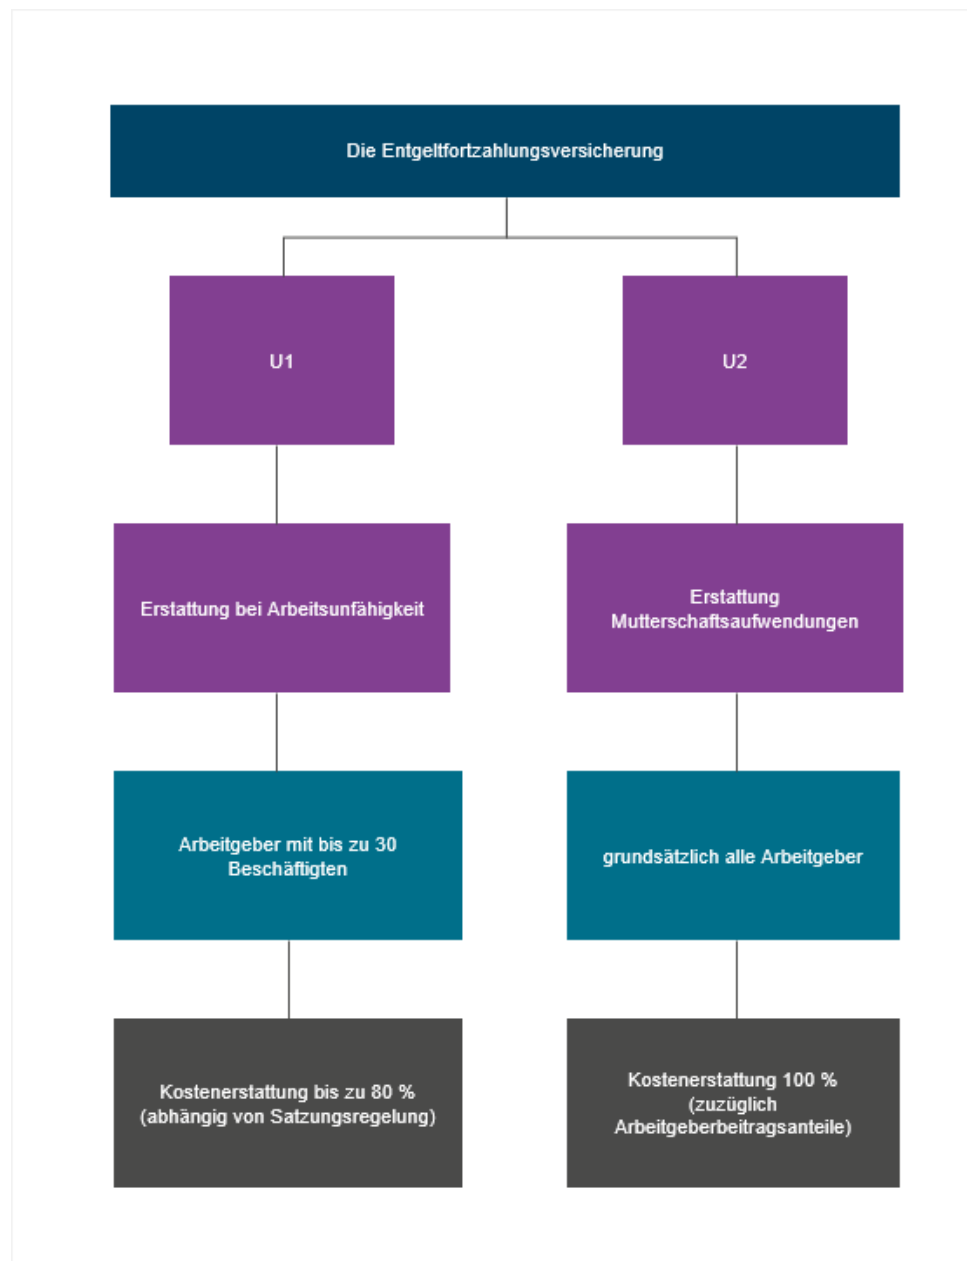 Die Entgeltfortzahlungsversicherung
U1
U2
Erstattung bei Arbeitsunfähigkeit
Erstattung
Mutterschaftsaufwendungen
Arbeitgeber mit bis zu 30
Beschäftigten
grundsätzlich alle Arbeitgeber
Kostenerstattung bis zu 80 %
(abhängig von Satzungsregelung)
Kostenerstattung 100 %
(zuzüglich
Arbeitgeberbeitragsanteile)